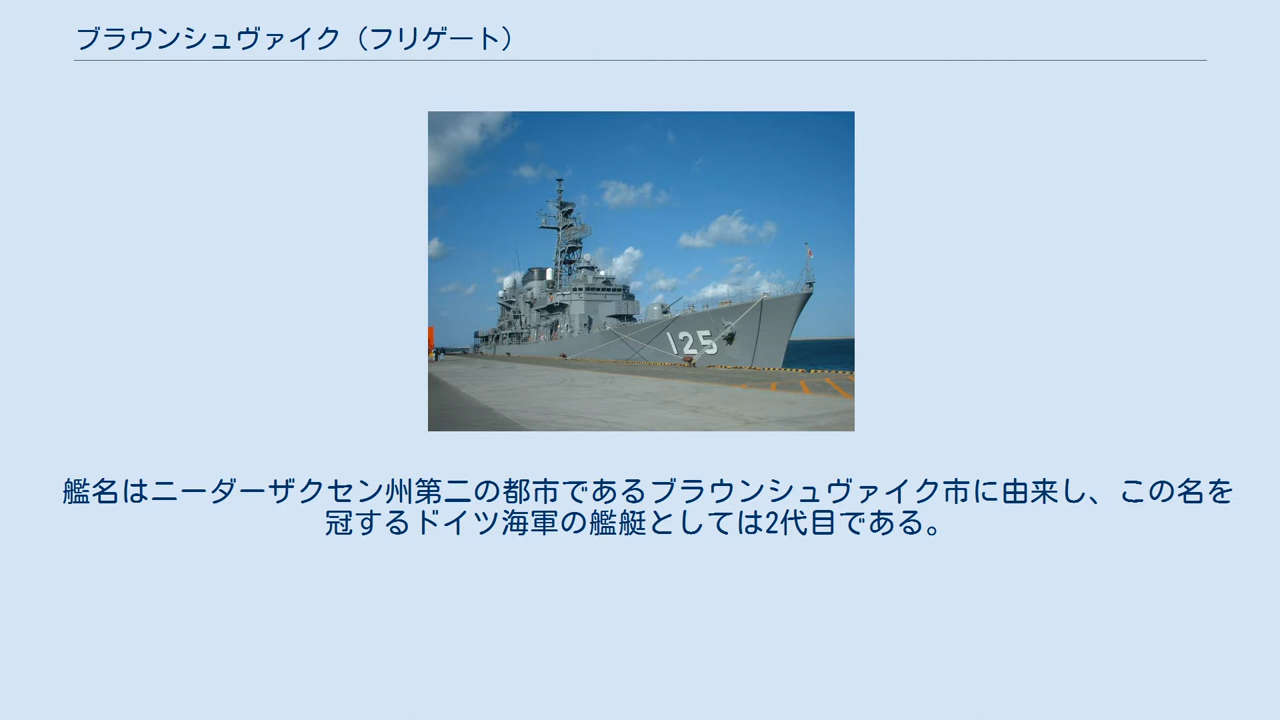 ブラウンシュヴァイク（フリゲート）
125
艦名はニーダーザクセン州第二の都市であるブラウンシュヴァイク市に由来し、この名を
冠するドイツ海軍の艦艇としては2代目である。